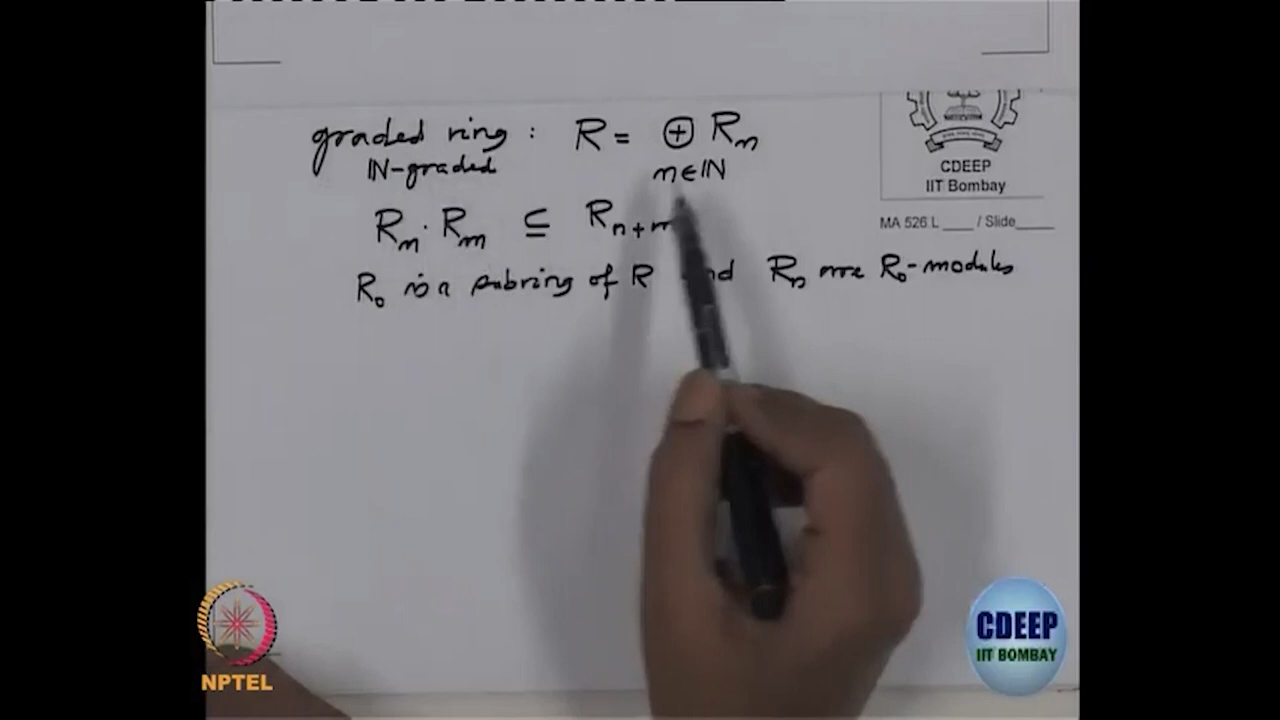 graded ring : R = ⊕ Rₙ
IN-graded n∈IN
Rₙ · Rₘ ⊆ Rₙ₊ₘ
R₀ is a subring of R and Rₙ are R₀-modules
CDEEP
IIT Bombay
MA 526 L ____ / Slide_____
NPTEL
CDEEP
IIT BOMBAY